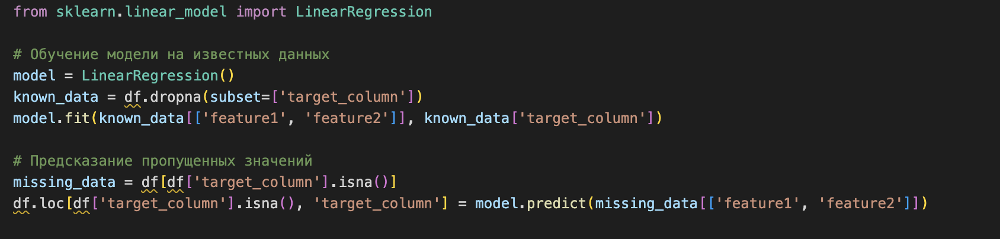 from sklearn.linear_model import LinearRegression
# Обучение модели на известных данных
model = LinearRegression()
known_data = df.dropna(subset=['target_column'])
model.fit(known_data[['feature1', 'feature2']], known_data['target_column'])
# Предсказание пропущенных значений
missing_data = df[df['target_column'].isna()]
df.loc[df['target_column'].isna(), 'target_column'] = model.predict(missing_data[['feature1', 'feature2']])